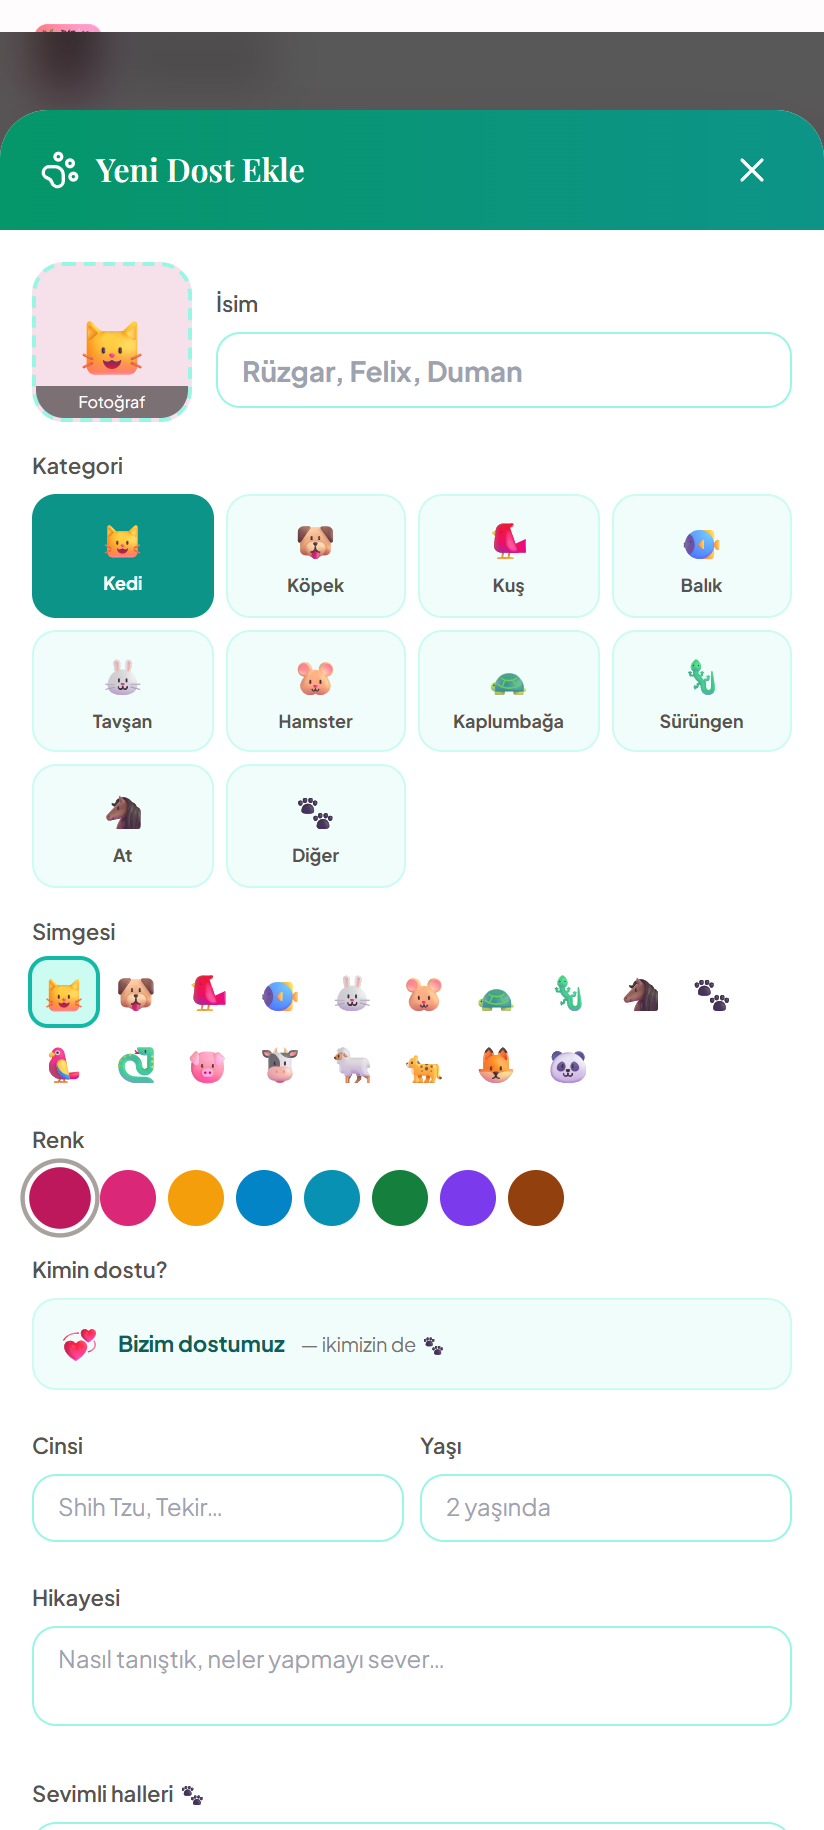 Yeni Dost Ekle
Fotoğraf
İsim
Rüzgar, Felix, Duman
Kategori
Kedi
Köpek
Kuş
Balık
Tavşan
Hamster
Kaplumbağa
Sürüngen
At
Diğer
Simgesi
Renk
Kimin dostu?
Bizim dostumuz — ikimizin de
Cinsi
Yaşı
Shih Tzu, Tekir...
2 yaşında
Hikayesi
Nasıl tanıştık, neler yapmayı sever...
Sevimli halleri